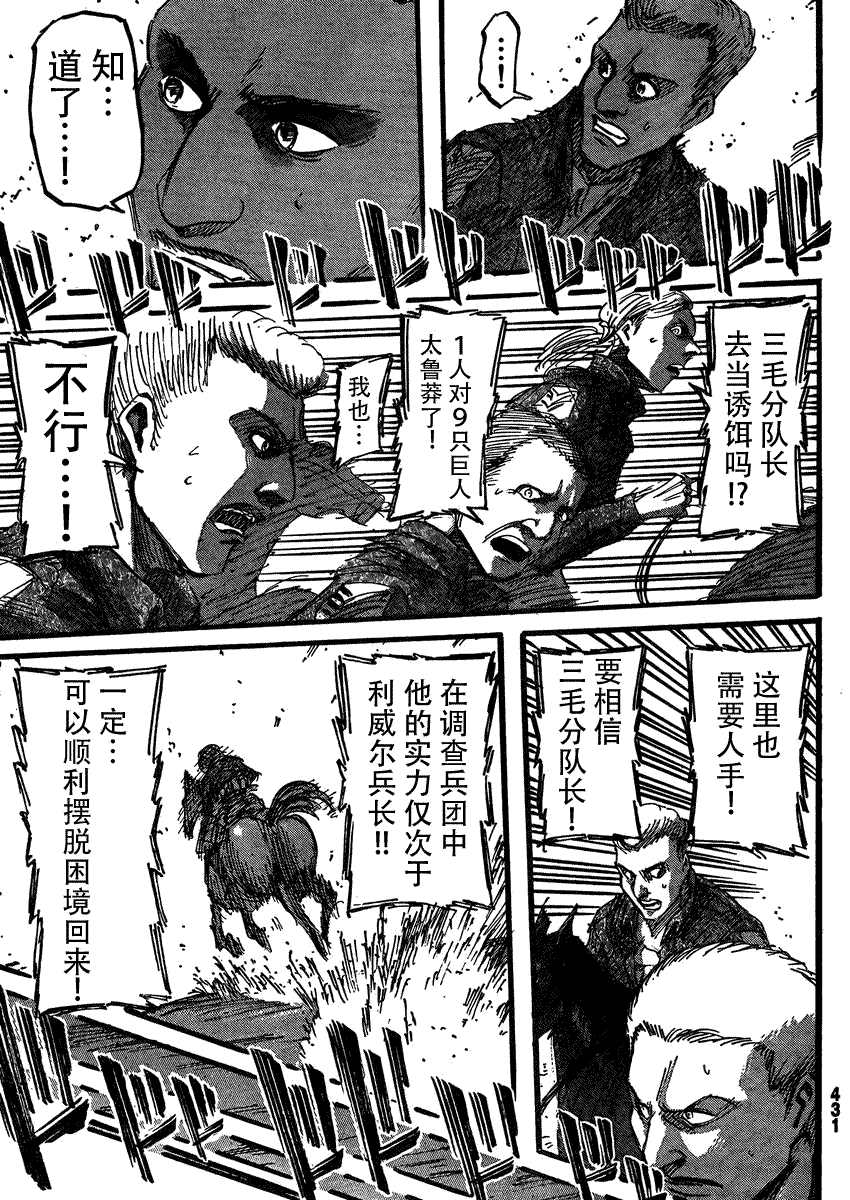 …！
知…
道了…！
三毛分队长
去当诱饵吗!?
1人对9只巨人
太鲁莽了！
我也…
不行…！
这里也
需要人手！
要相信
三毛分队长！
在调查兵团中
他的实力仅次于
利威尔兵长!!
一定…
可以顺利摆脱困境回来！
431